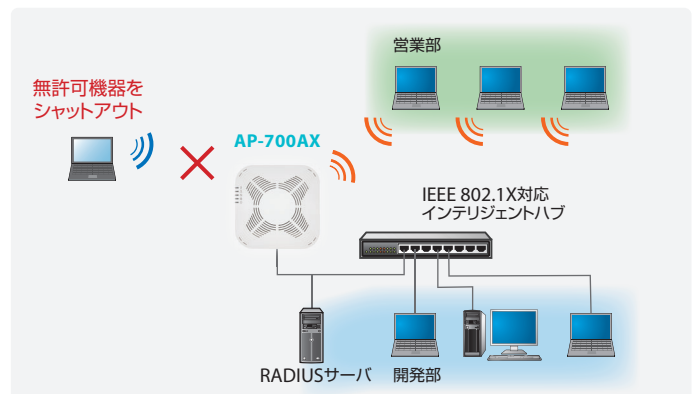 営業部
無許可機器を
シャットアウト
AP-700AX
IEEE 802.1X対応
インテリジェントハブ
RADIUSサーバ
開発部